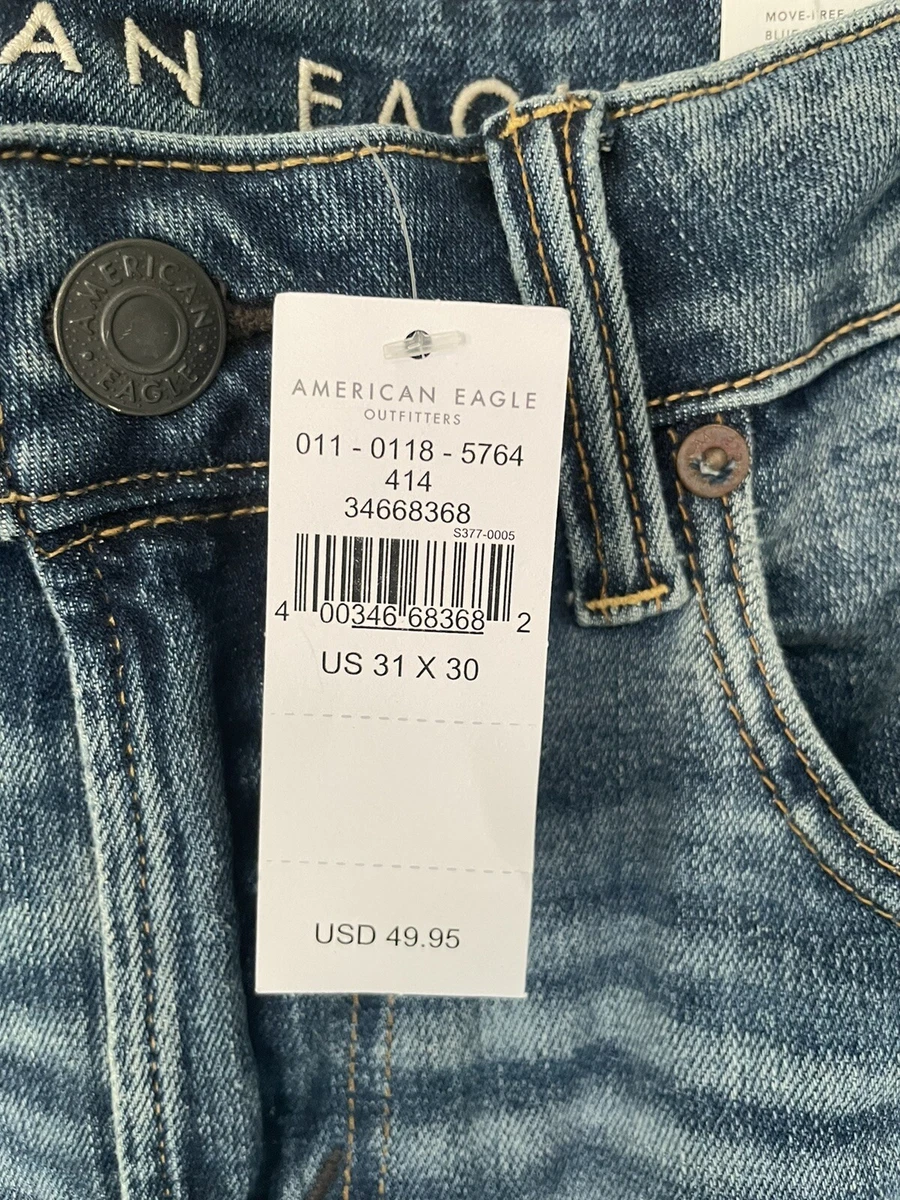 AN EAG
MOVE-FREE
BLUE
AMERICAN
EAGLE
AMERICAN EAGLE
OUTFITTERS
011 - 0118 - 5764
414
34668368
S377-0005
4 00346 68368 2
US 31 X 30
USD 49.95